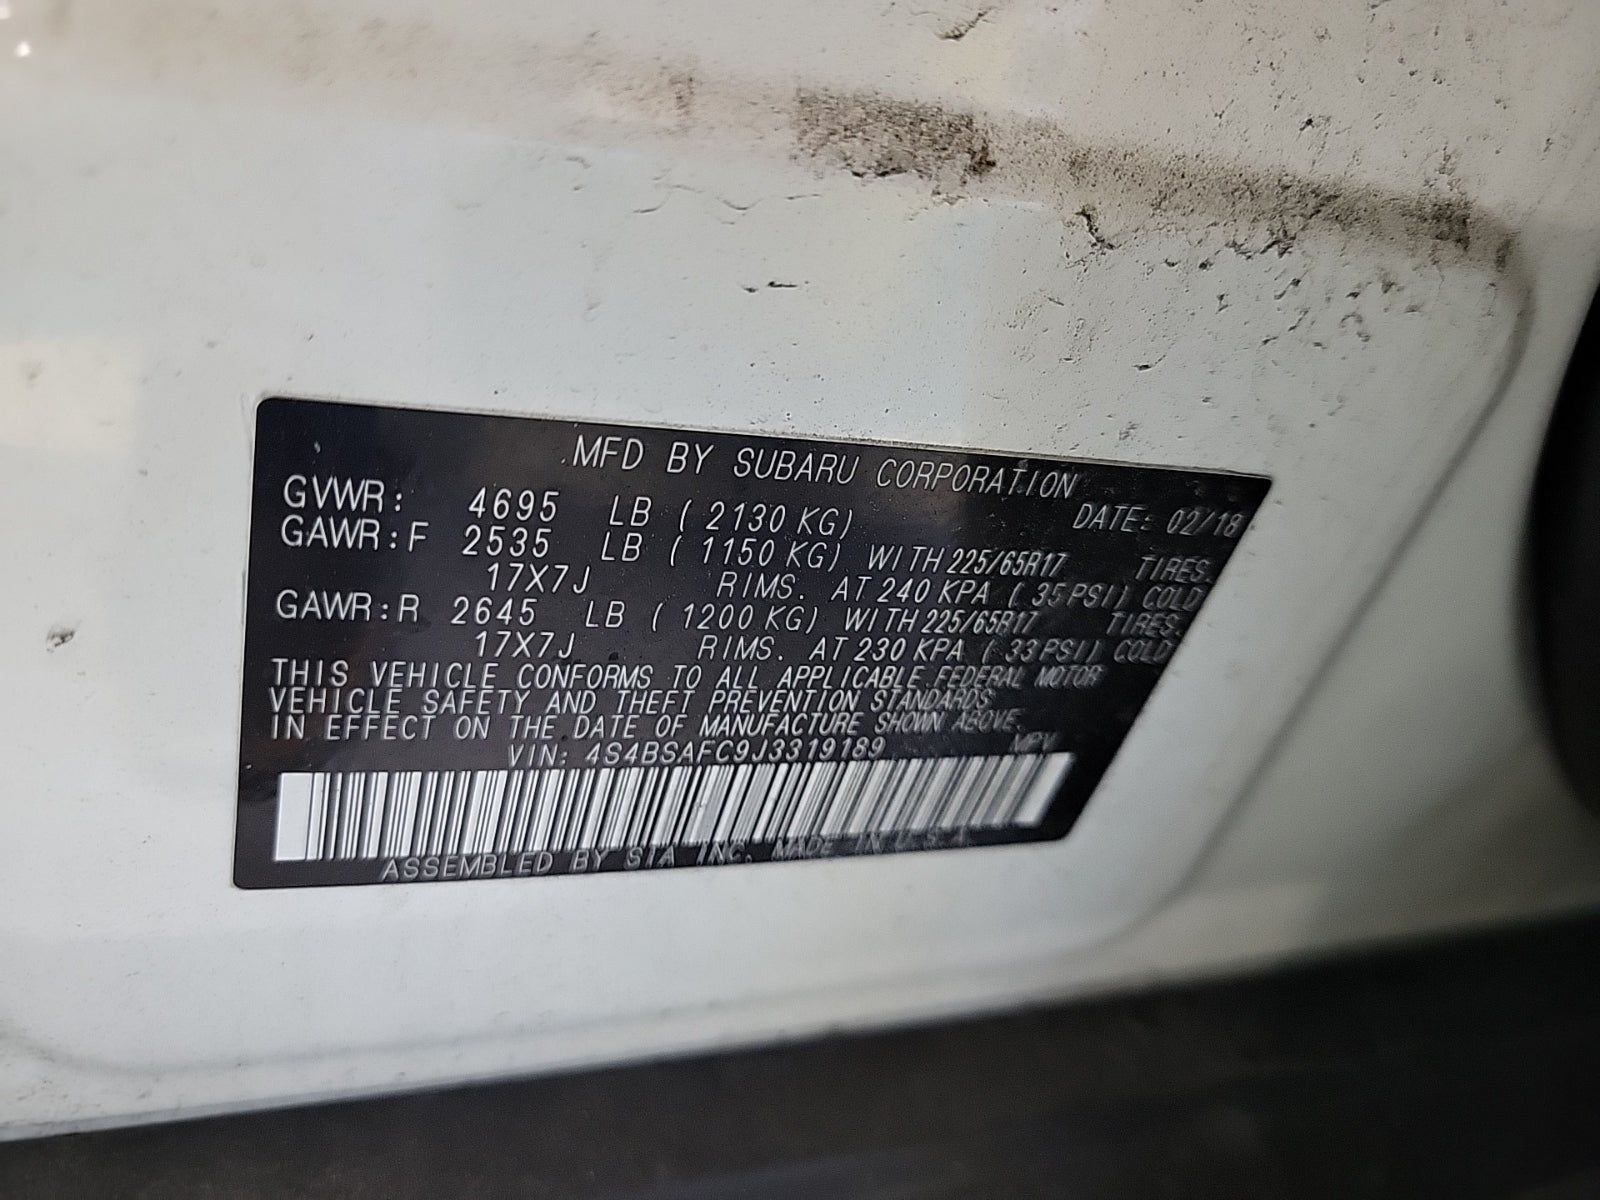 MFD BY SUBARU CORPORATION
GVWR: 4695 LB ( 2130 KG) DATE: 02/18
GAWR:F 2535 LB ( 1150 KG) WITH 225/65R17 TIRES.
17X7J RIMS. AT 240 KPA ( 35 PSI) COLD
GAWR:R 2645 LB ( 1200 KG) WITH 225/65R17 TIRES.
17X7J RIMS. AT 230 KPA ( 33 PSI) COLD
THIS VEHICLE CONFORMS TO ALL APPLICABLE FEDERAL MOTOR
VEHICLE SAFETY AND THEFT PREVENTION STANDARDS
IN EFFECT ON THE DATE OF MANUFACTURE SHOWN ABOVE.
VIN: 4S4BSAFC9J3319189 MPV
ASSEMBLED BY SIA INC. MADE IN U.S.A.